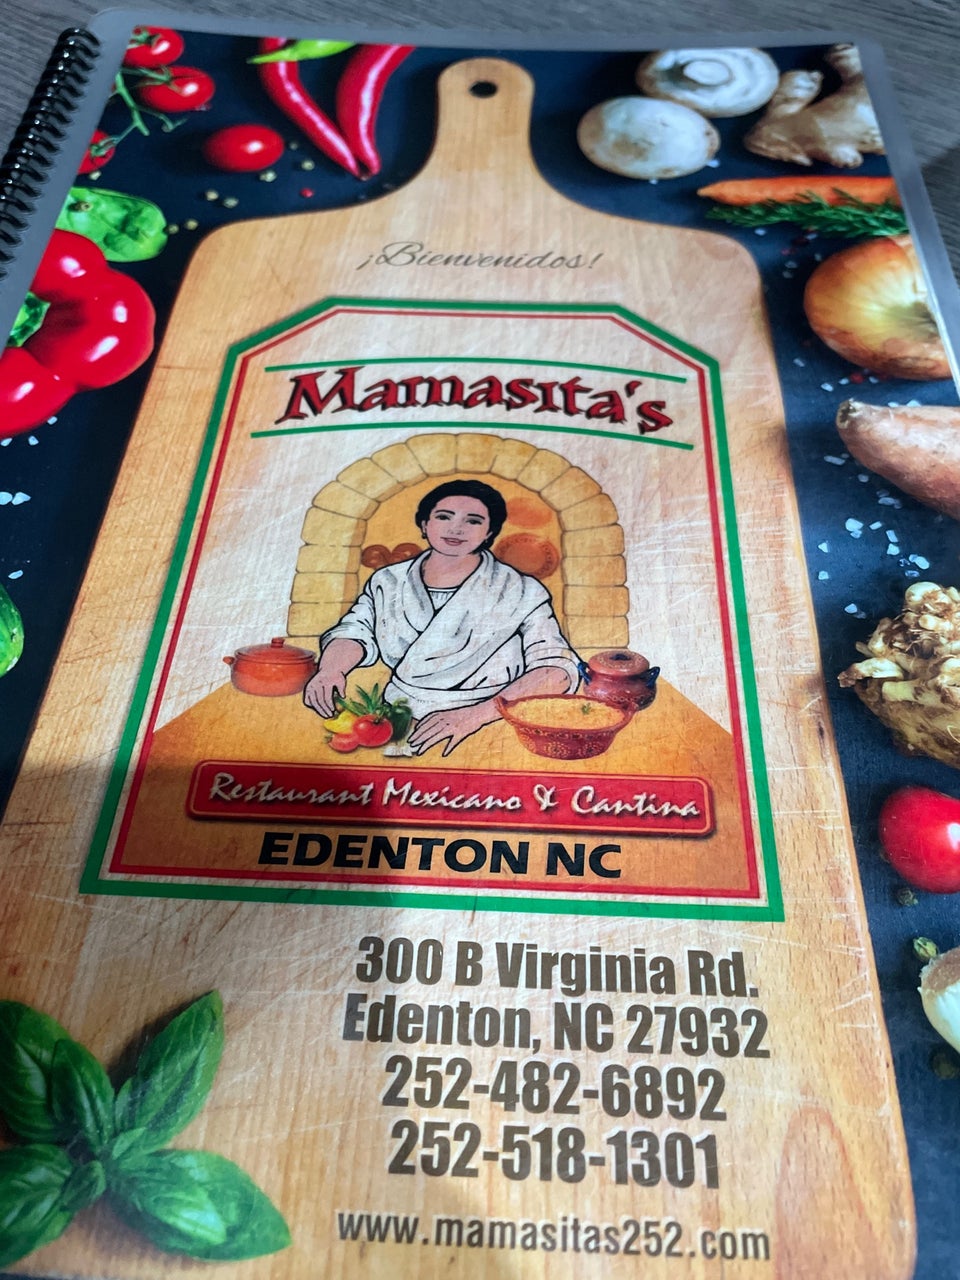 ¡Bienvenidos!
Mamasita's
Restaurant Mexicano & Cantina
EDENTON NC
300 B Virginia Rd.
Edenton, NC 27932
252-482-6892
252-518-1301
www.mamasitas252.com